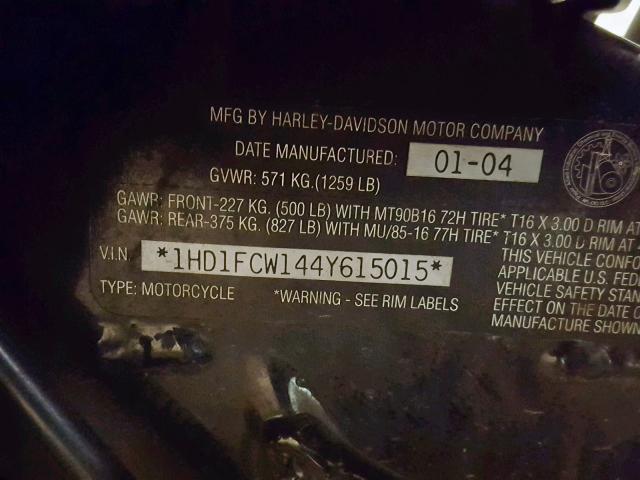 MFG BY HARLEY-DAVIDSON MOTOR COMPANY
DATE MANUFACTURED: 01-04
GVWR: 571 KG.(1259 LB)
GAWR: FRONT-227 KG. (500 LB) WITH MT90B16 72H TIRE* T16 X 3.00 D RIM AT
GAWR: REAR-375 KG. (827 LB) WITH MU/85-16 77H TIRE* T16 X 3.00 D RIM AT
THIS VEHICLE CONFO
V.I.N. *1HD1FCW144Y615015* APPLICABLE U.S. FEDE
VEHICLE SAFETY STAN
TYPE: MOTORCYCLE *WARNING - SEE RIM LABELS EFFECT ON THE DATE O
MANUFACTURE SHOWN